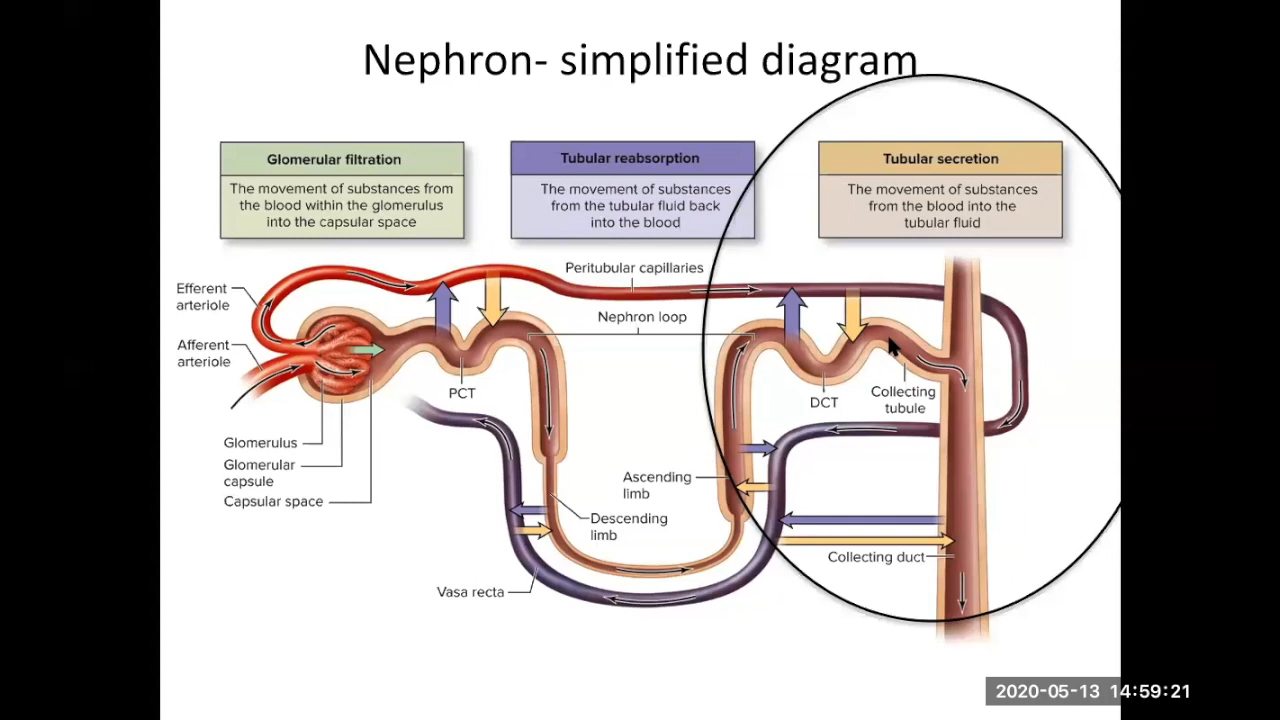 Nephron- simplified diagram
Glomerular filtration
The movement of substances from
the blood within the glomerulus
into the capsular space
Tubular reabsorption
The movement of substances
from the tubular fluid back
into the blood
Tubular secretion
The movement of substances
from the blood into the
tubular fluid
Peritubular capillaries
Efferent
arteriole
Nephron loop
Afferent
arteriole
PCT
DCT
Collecting
tubule
Glomerulus
Glomerular
capsule
Capsular space
Ascending
limb
Descending
limb
Collecting duct
Vasa recta
2020-05-13 14:59:21